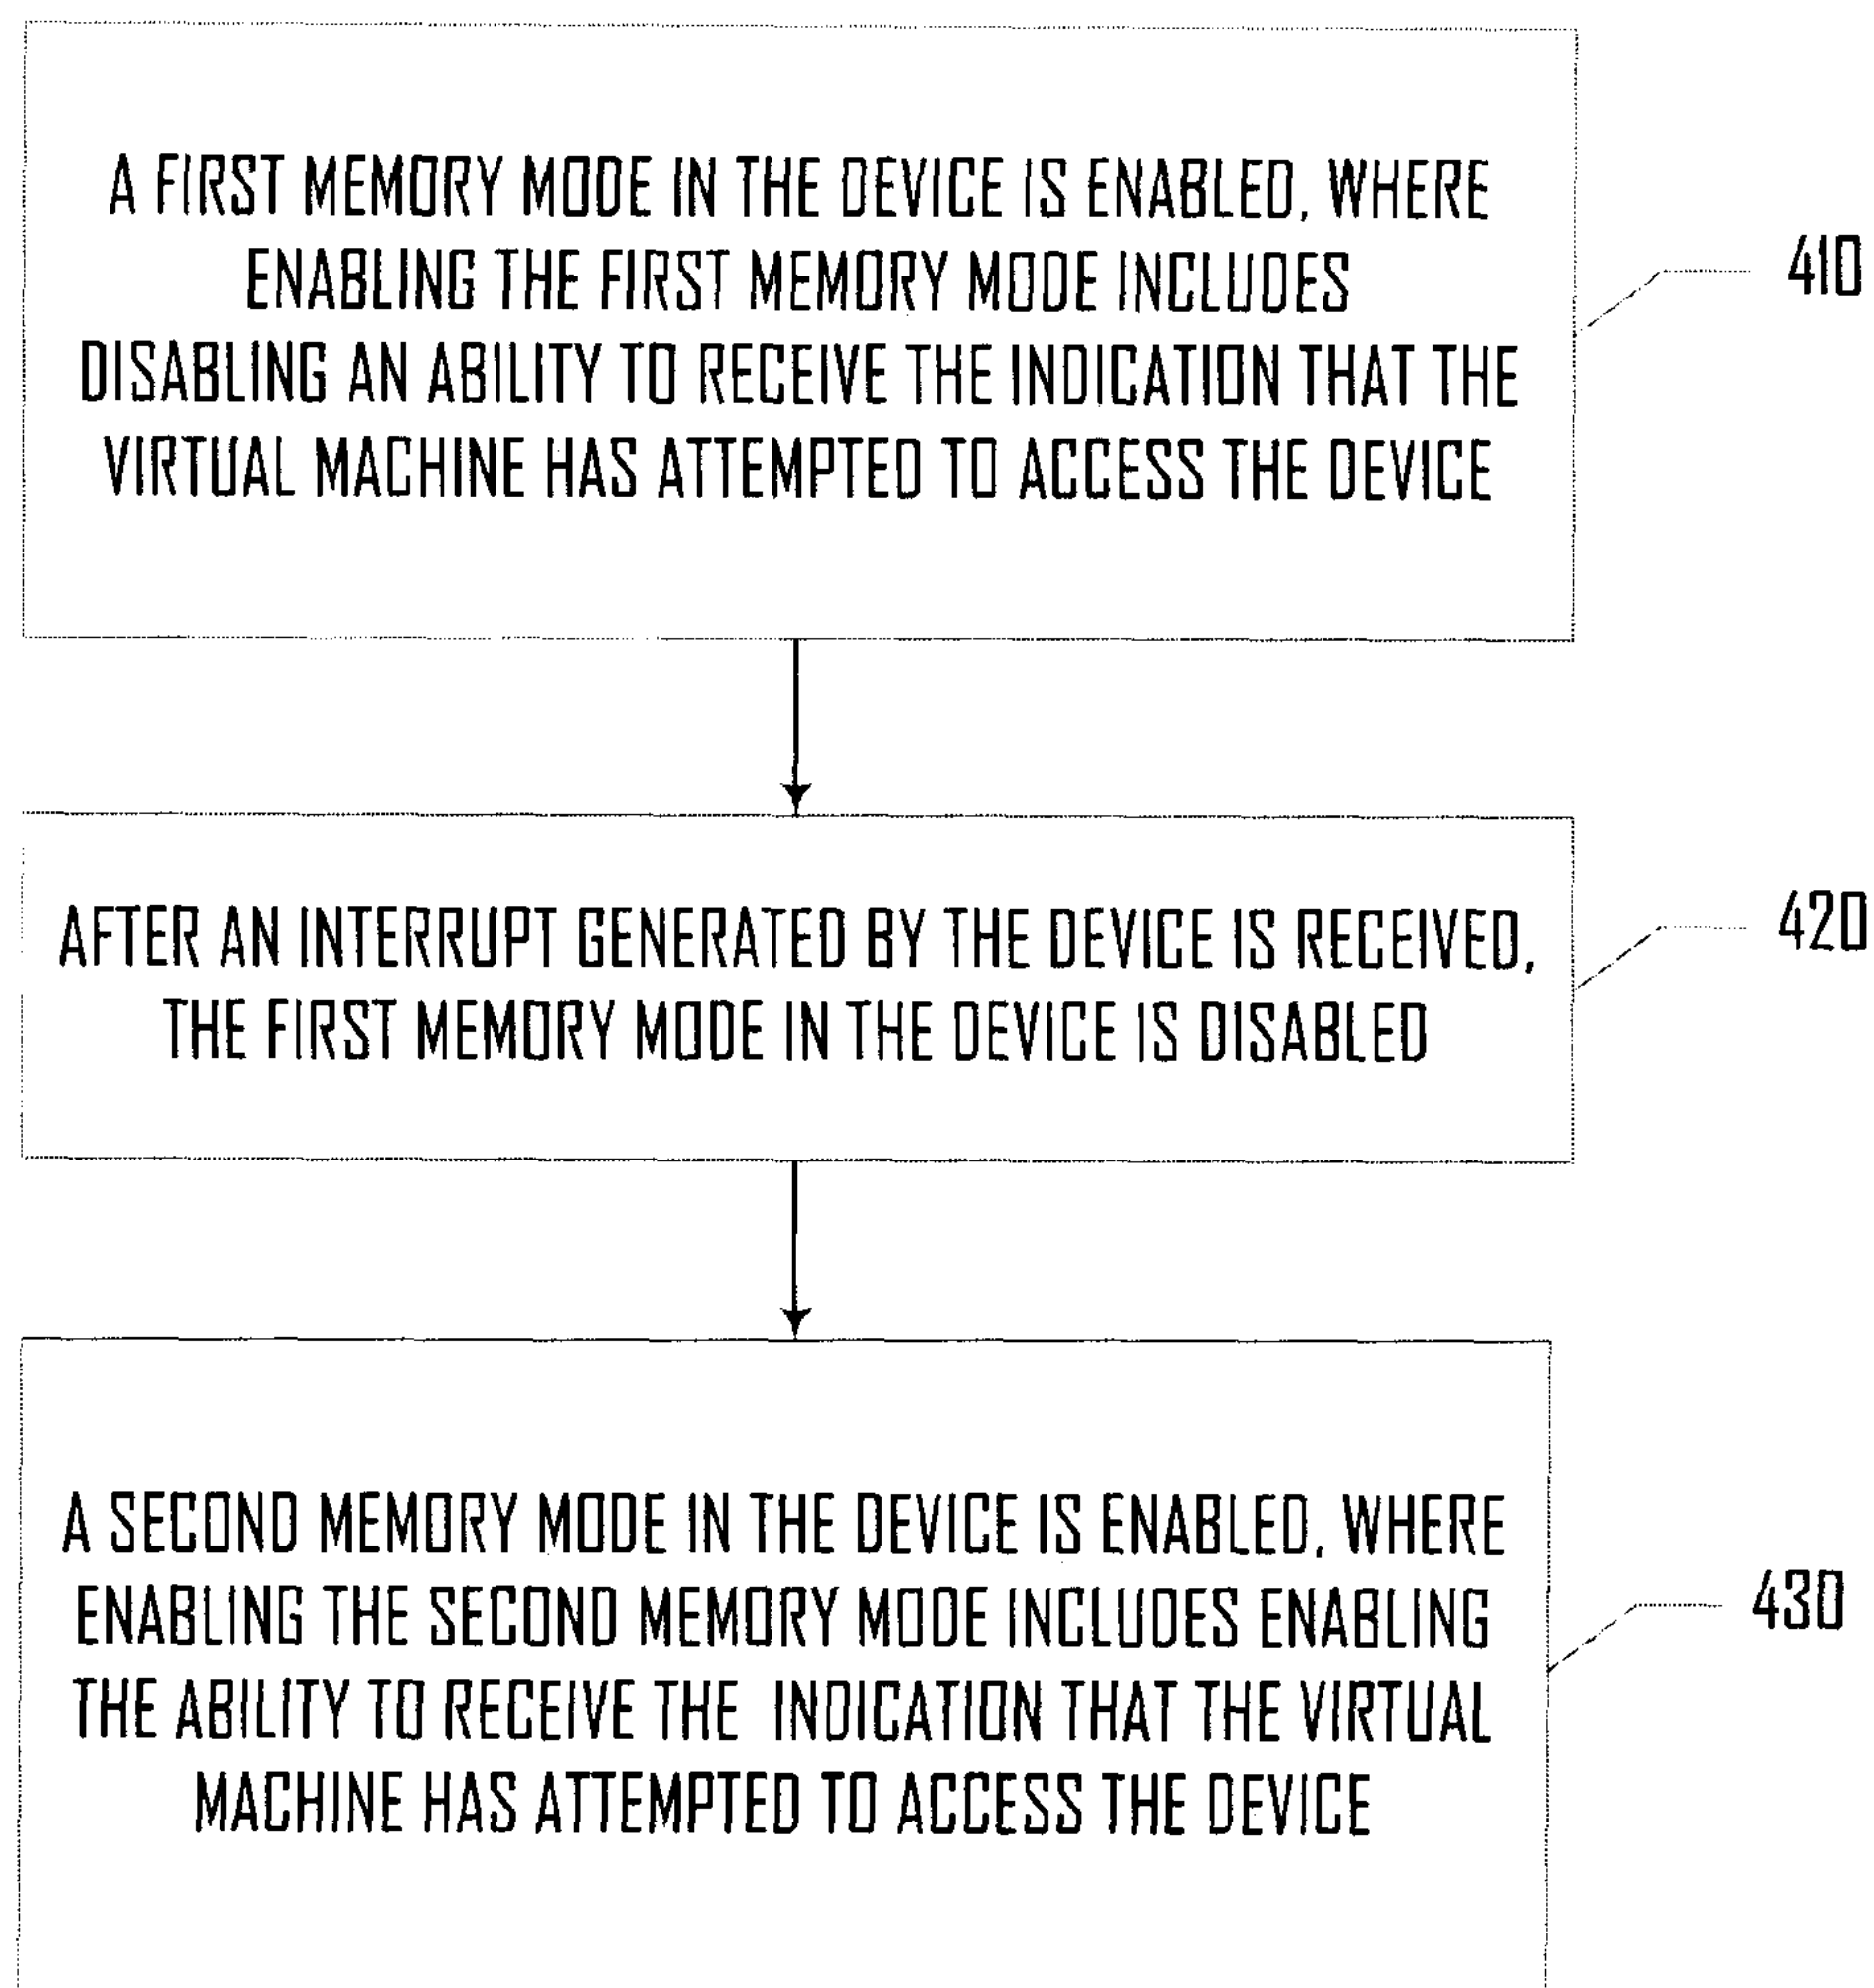 A FIRST MEMORY MODE IN THE DEVICE IS ENABLED, WHERE
ENABLING THE FIRST MEMORY MODE INCLUDES
DISABLING AN ABILITY TO RECEIVE THE INDICATION THAT THE
VIRTUAL MACHINE HAS ATTEMPTED TO ACCESS THE DEVICE
410
AFTER AN INTERRUPT GENERATED BY THE DEVICE IS RECEIVED,
THE FIRST MEMORY MODE IN THE DEVICE IS DISABLED
420
A SECOND MEMORY MODE IN THE DEVICE IS ENABLED, WHERE
ENABLING THE SECOND MEMORY MODE INCLUDES ENABLING
THE ABILITY TO RECEIVE THE INDICATION THAT THE VIRTUAL
MACHINE HAS ATTEMPTED TO ACCESS THE DEVICE
430